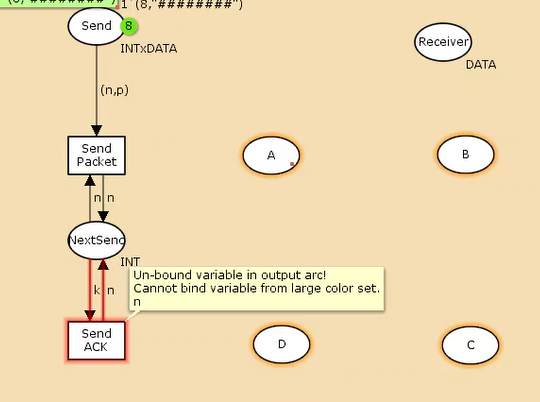 1`(8,"########")
Send
8
INTxDATA
Receiver
DATA
(n,p)
Send
Packet
A
B
n
n
NextSend
INT
Un-bound variable in output arc!
Cannot bind variable from large color set.
n
k
n
Send
ACK
D
C